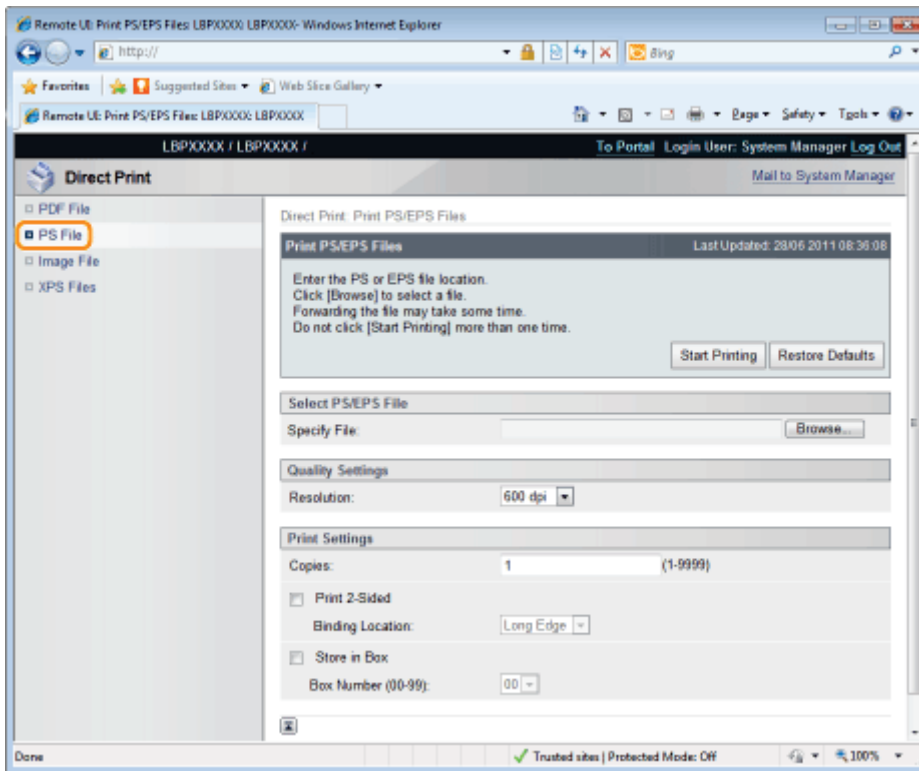 Remote UI: Print PS/EPS Files: LBPXXXX: LBPXXXX- Windows Internet Explorer
http://
Bing
Favorites Suggested Sites Web Slice Gallery
Remote UI: Print PS/EPS Files: LBPXXXX: LBPXXXX
Page Safety Tools
LBPXXXX / LBPXXXX /
To Portal Login User: System Manager Log Out
Direct Print
Mail to System Manager
PDF File
PS File
Image File
XPS Files
Direct Print: Print PS/EPS Files
Print PS/EPS Files
Last Updated: 28/06 2011 08:36:08
Enter the PS or EPS file location.
Click [Browse] to select a file.
Forwarding the file may take some time.
Do not click [Start Printing] more than one time.
Start Printing
Restore Defaults
Select PS/EPS File
Specify File:
Browse...
Quality Settings
Resolution:
600 dpi
Print Settings
Copies:
1
(1-9999)
Print 2-Sided
Binding Location:
Long Edge
Store in Box
Box Number (00-99):
00
Done
Trusted sites | Protected Mode: Off
100%